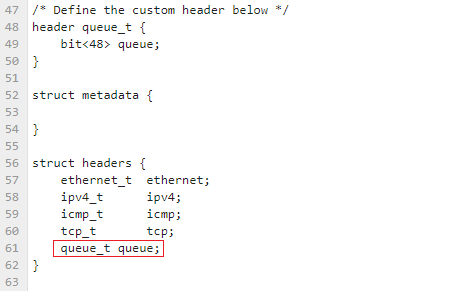 47 /* Define the custom header below */
48 header queue_t {
49     bit<48> queue;
50 }
51
52 struct metadata {
53
54 }
55
56 struct headers {
57     ethernet_t  ethernet;
58     ipv4_t      ipv4;
59     icmp_t      icmp;
60     tcp_t       tcp;
61     queue_t queue;
62 }
63